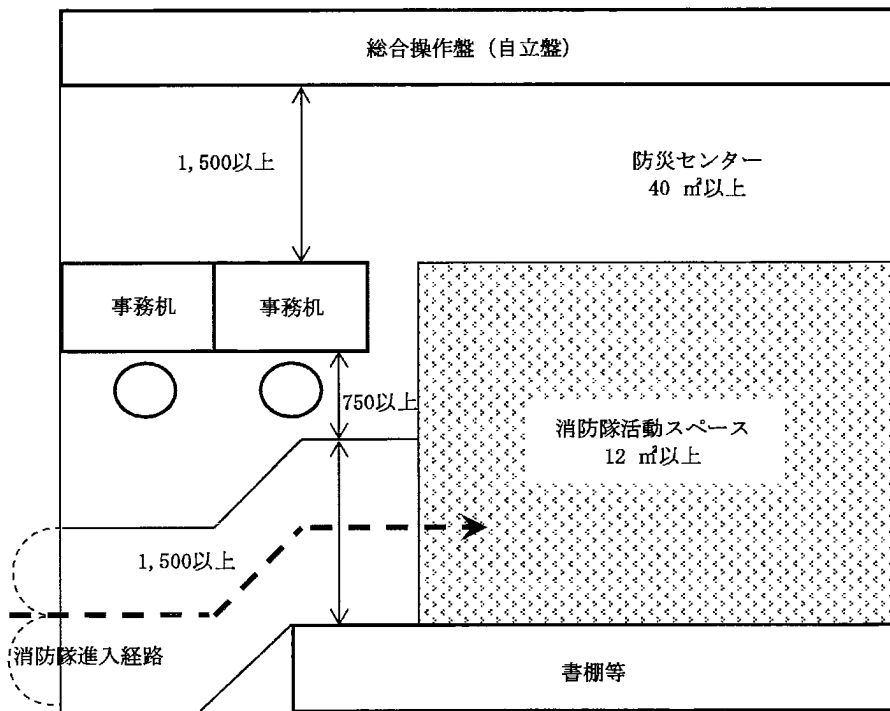 総合操作盤（自立盤）
1,500以上
防災センター
40 ㎡以上
事務机
事務机
750以上
消防隊活動スペース
12 ㎡以上
1,500以上
消防隊進入経路
書棚等